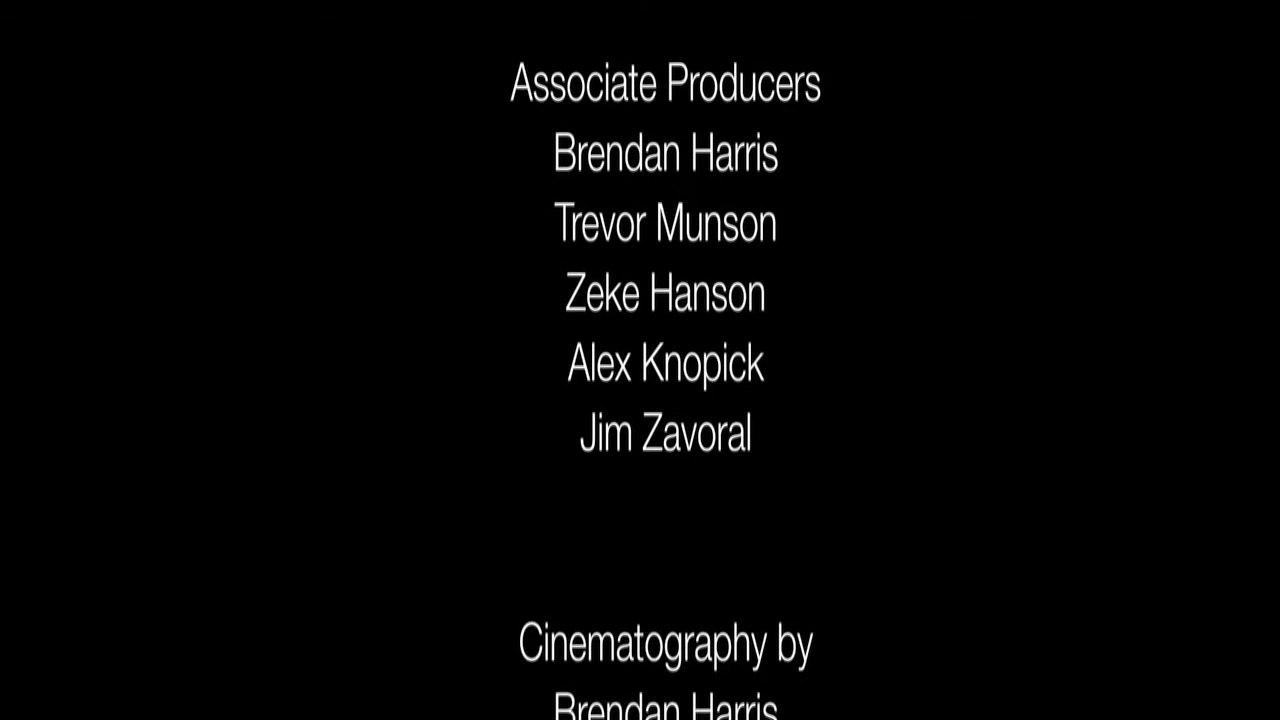 Associate Producers
Brendan Harris
Trevor Munson
Zeke Hanson
Alex Knopick
Jim Zavoral
Cinematography by
Brendan Harris